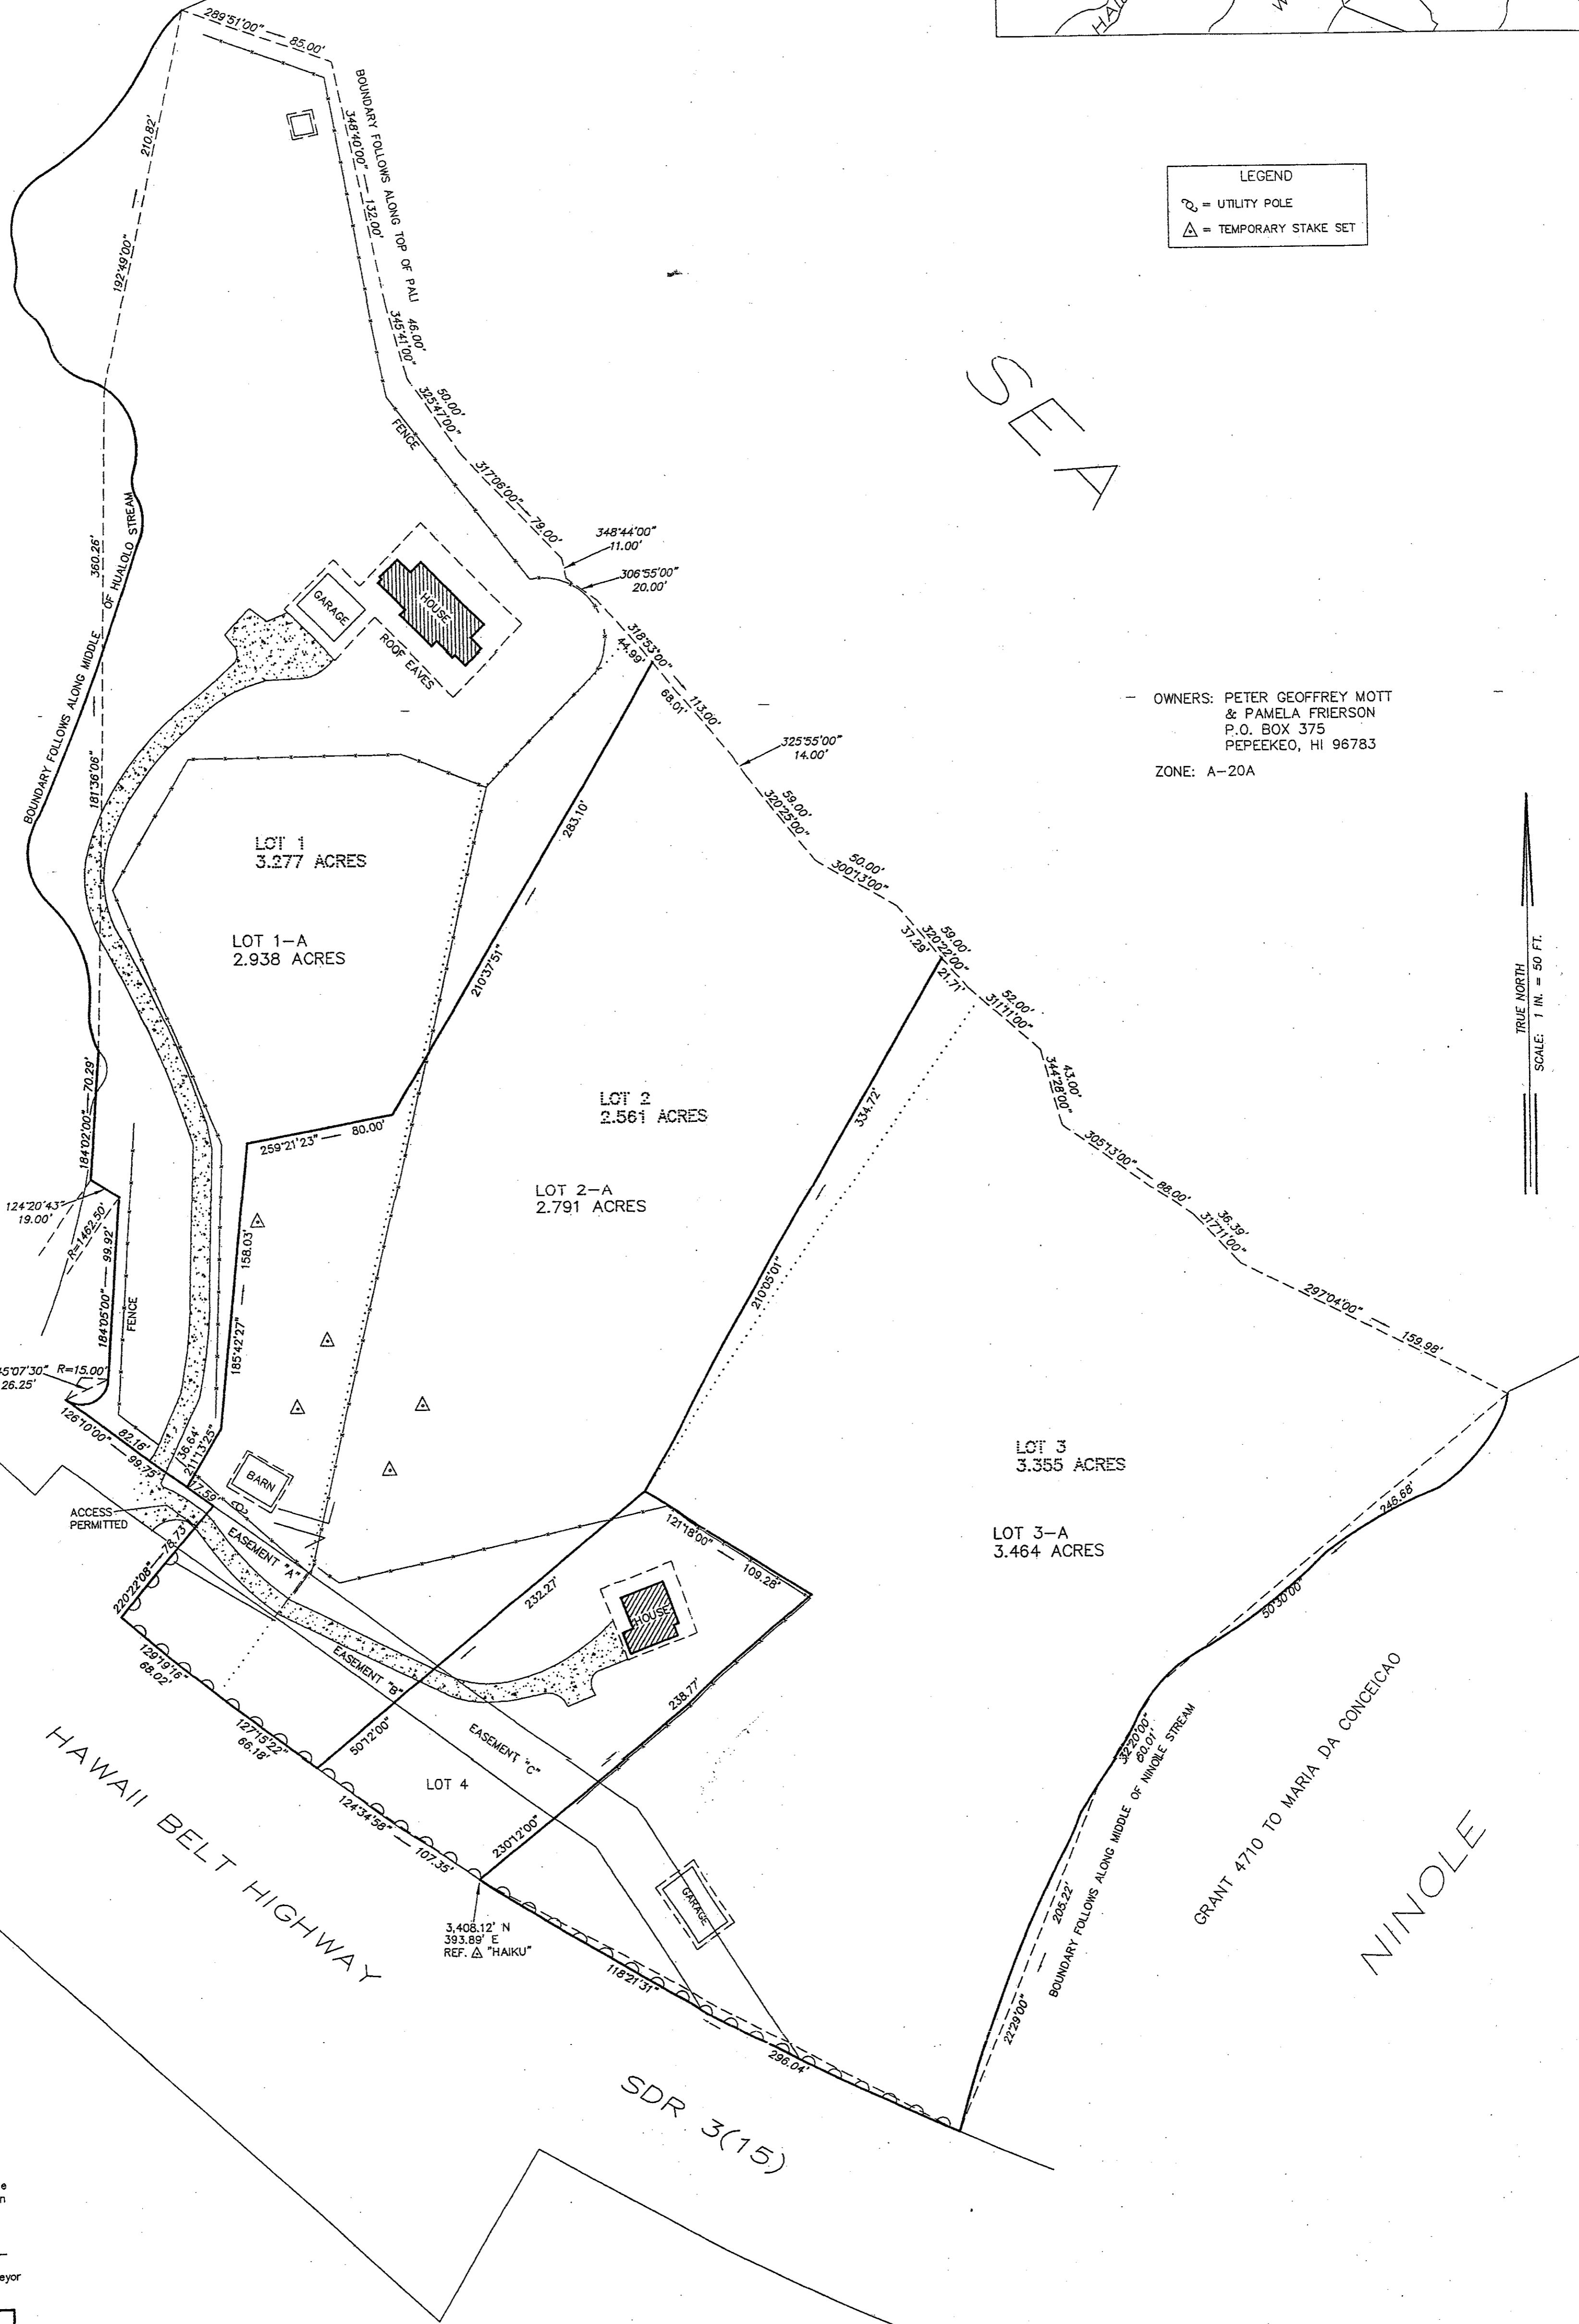 HAI
W
289°51'00" — 85.00'
BOUNDARY FOLLOWS ALONG TOP OF PALI
348°40'00" — 132.00'
210.82'
192°49'00"
LEGEND
= UTILITY POLE
= TEMPORARY STAKE SET
46.00'
345°41'00"
50.00'
325°47'00"
FENCE
SEA
317°06'00" — 79.00'
348°44'00"
11.00'
306°55'00"
20.00'
360.26'
BOUNDARY FOLLOWS ALONG MIDDLE OF HUALOLO STREAM
181°36'06"
GARAGE
HOUSE
ROOF EAVES
318°53'00"
44.99'
113.00'
68.01'
OWNERS: PETER GEOFFREY MOTT
& PAMELA FRIERSON
P.O. BOX 375
PEPEEKEO, HI 96783
ZONE: A-20A
325°55'00"
14.00'
59.00'
320°25'00"
283.10'
210°37'51"
LOT 1
3.277 ACRES
50.00'
300°13'00"
LOT 1-A
2.938 ACRES
59.00'
320°22'00"
37.29'
21.71'
TRUE NORTH
SCALE: 1 IN. = 50 FT.
52.00'
311°11'00"
184°02'00" — 70.29'
259°21'23" — 80.00'
LOT 2
2.561 ACRES
334.72'
210°05'01"
43.00'
344°28'00"
305°13'00" — 88.00'
LOT 2-A
2.791 ACRES
124°20'43"
19.00'
R=1462.50'
184°05'00" — 99.92'
FENCE
185°42'27" — 158.03'
36.39'
317°11'00"
297°04'00" — 159.98'
5°07'30"
26.25'
R=15.00'
126°10'00" — 99.75'
82.16'
36.64'
211°13'25"
17.59'
BARN
LOT 3
3.355 ACRES
246.68'
50°30'00"
ACCESS
PERMITTED
EASEMENT "A"
78.73'
220°22'08"
121°18'00" — 109.28'
LOT 3-A
3.464 ACRES
232.27'
50°12'00"
HOUSE
129°19'16"
68.02'
EASEMENT "B"
238.77'
230°12'00"
127°15'22"
66.18'
EASEMENT "C"
LOT 4
32°20'00"
60.01'
BOUNDARY FOLLOWS ALONG MIDDLE OF NINOLE STREAM
GRANT 4710 TO MARIA DA CONCEICAO
NINOLE
HAWAII BELT HIGHWAY
124°34'58" — 107.35'
GARAGE
205.22'
22°29'00"
3,408.12' N
393.89' E
REF. △ "HAIKU"
118°21'31"
296.04'
SDR 3(15)
e
n
eyor